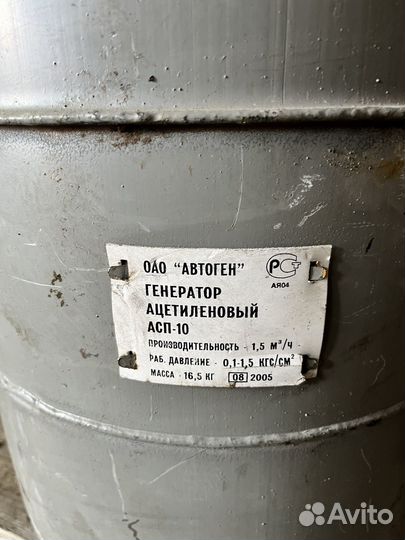 ОАО "АВТОГЕН"
РСТ
АЯ04
ГЕНЕРАТОР
АЦЕТИЛЕНОВЫЙ
АСП-10
ПРОИЗВОДИТЕЛЬНОСТЬ - 1,5 М³/Ч
РАБ. ДАВЛЕНИЕ - 0,1-1,5 КГС/СМ²
МАССА - 16,5 КГ 08 2005
Avito